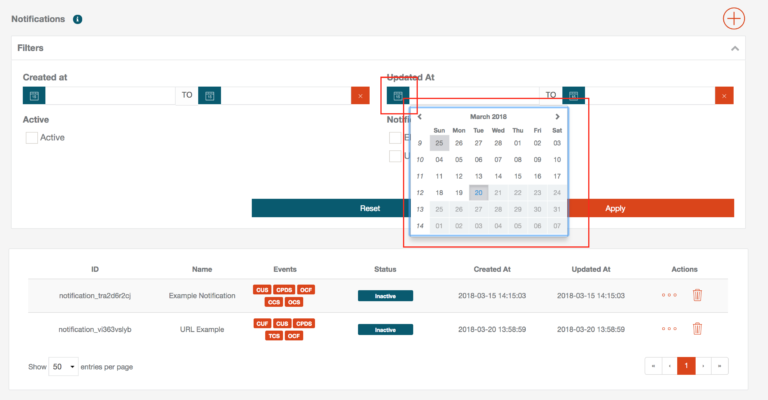 Notifications i
Filters
Created at Updated At
TO × TO ×
Active
Active
March 2018
Sun Mon Tue Wed Thu Fri Sat
9 25 26 27 28 01 02 03
10 04 05 06 07 08 09 10
11 11 12 13 14 15 16 17
12 18 19 20 21 22 23 24
13 25 26 27 28 29 30 31
14 01 02 03 04 05 06 07
Reset Apply
ID Name Events Status Created At Updated At Actions
notification_tra2d6r2cj Example Notification CUS CPDS OCF Inactive 2018-03-15 14:15:03 2018-03-15 14:15:03
CCS OCS
notification_vi363vslyb URL Example CUF CUS CPDS Inactive 2018-03-20 13:58:59 2018-03-20 13:58:59
TCS OCF
Show 50 entries per page « ‹ 1 › »